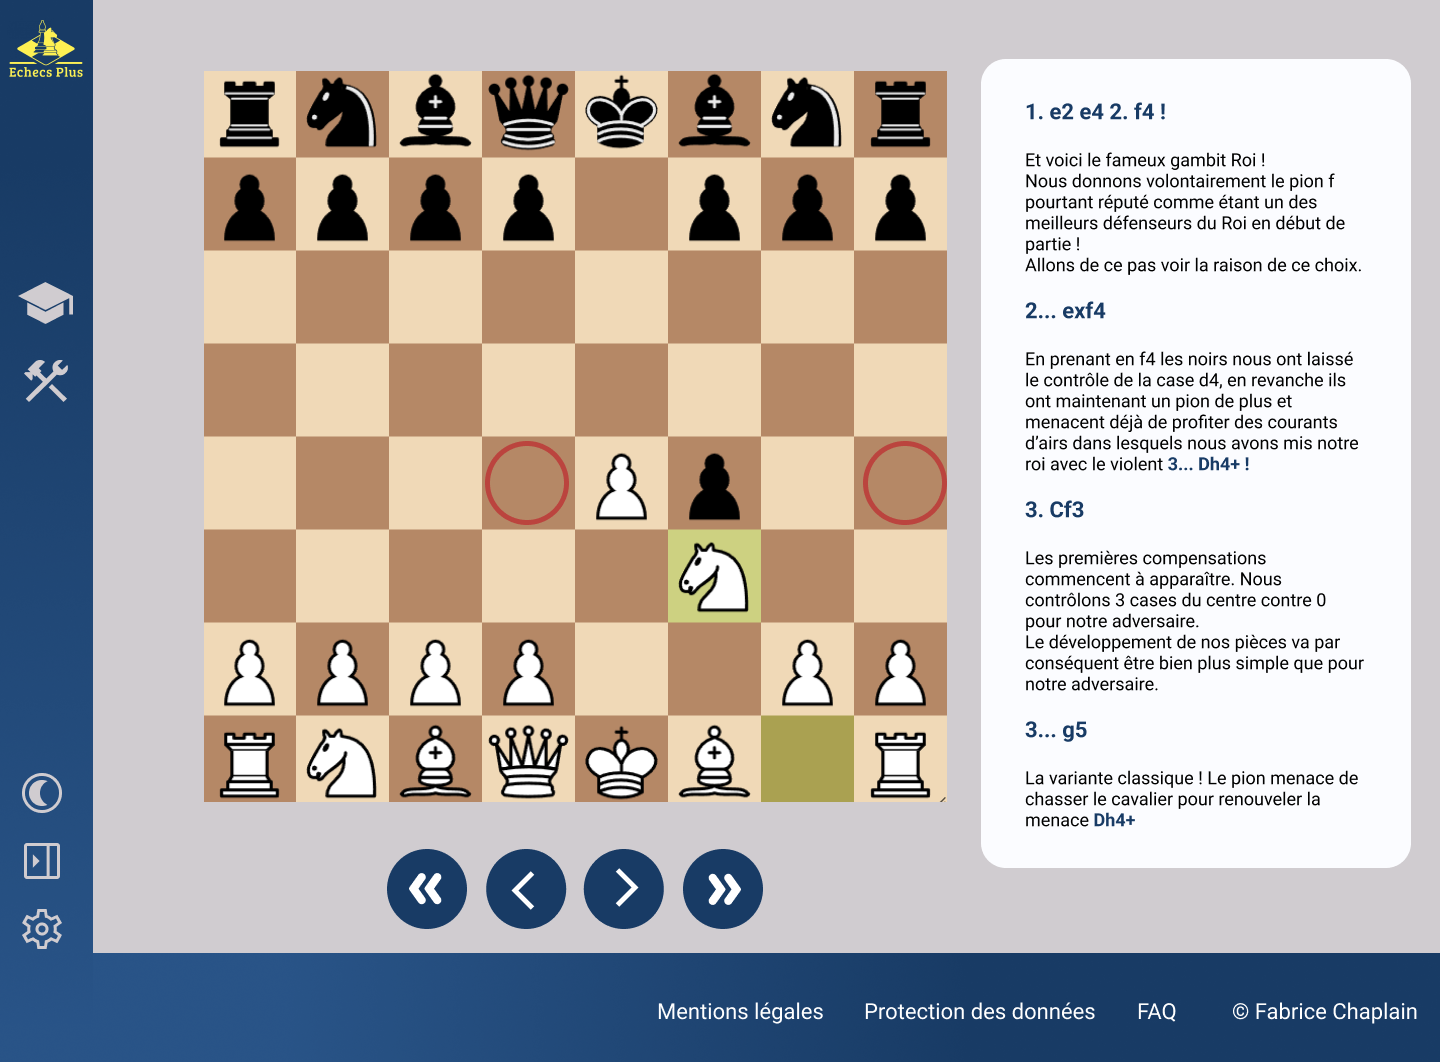 Echecs Plus
1. e2 e4 2. f4 !
Et voici le fameux gambit Roi !
Nous donnons volontairement le pion f
pourtant réputé comme étant un des
meilleurs défenseurs du Roi en début de
partie !
Allons de ce pas voir la raison de ce choix.
2... exf4
En prenant en f4 les noirs nous ont laissé
le contrôle de la case d4, en revanche ils
ont maintenant un pion de plus et
menacent déjà de profiter des courants
d’airs dans lesquels nous avons mis notre
roi avec le violent 3... Dh4+ !
3. Cf3
Les premières compensations
commencent à apparaître. Nous
contrôlons 3 cases du centre contre 0
pour notre adversaire.
Le développement de nos pièces va par
conséquent être bien plus simple que pour
notre adversaire.
3... g5
La variante classique ! Le pion menace de
chasser le cavalier pour renouveler la
menace Dh4+
Mentions légales Protection des données FAQ © Fabrice Chaplain